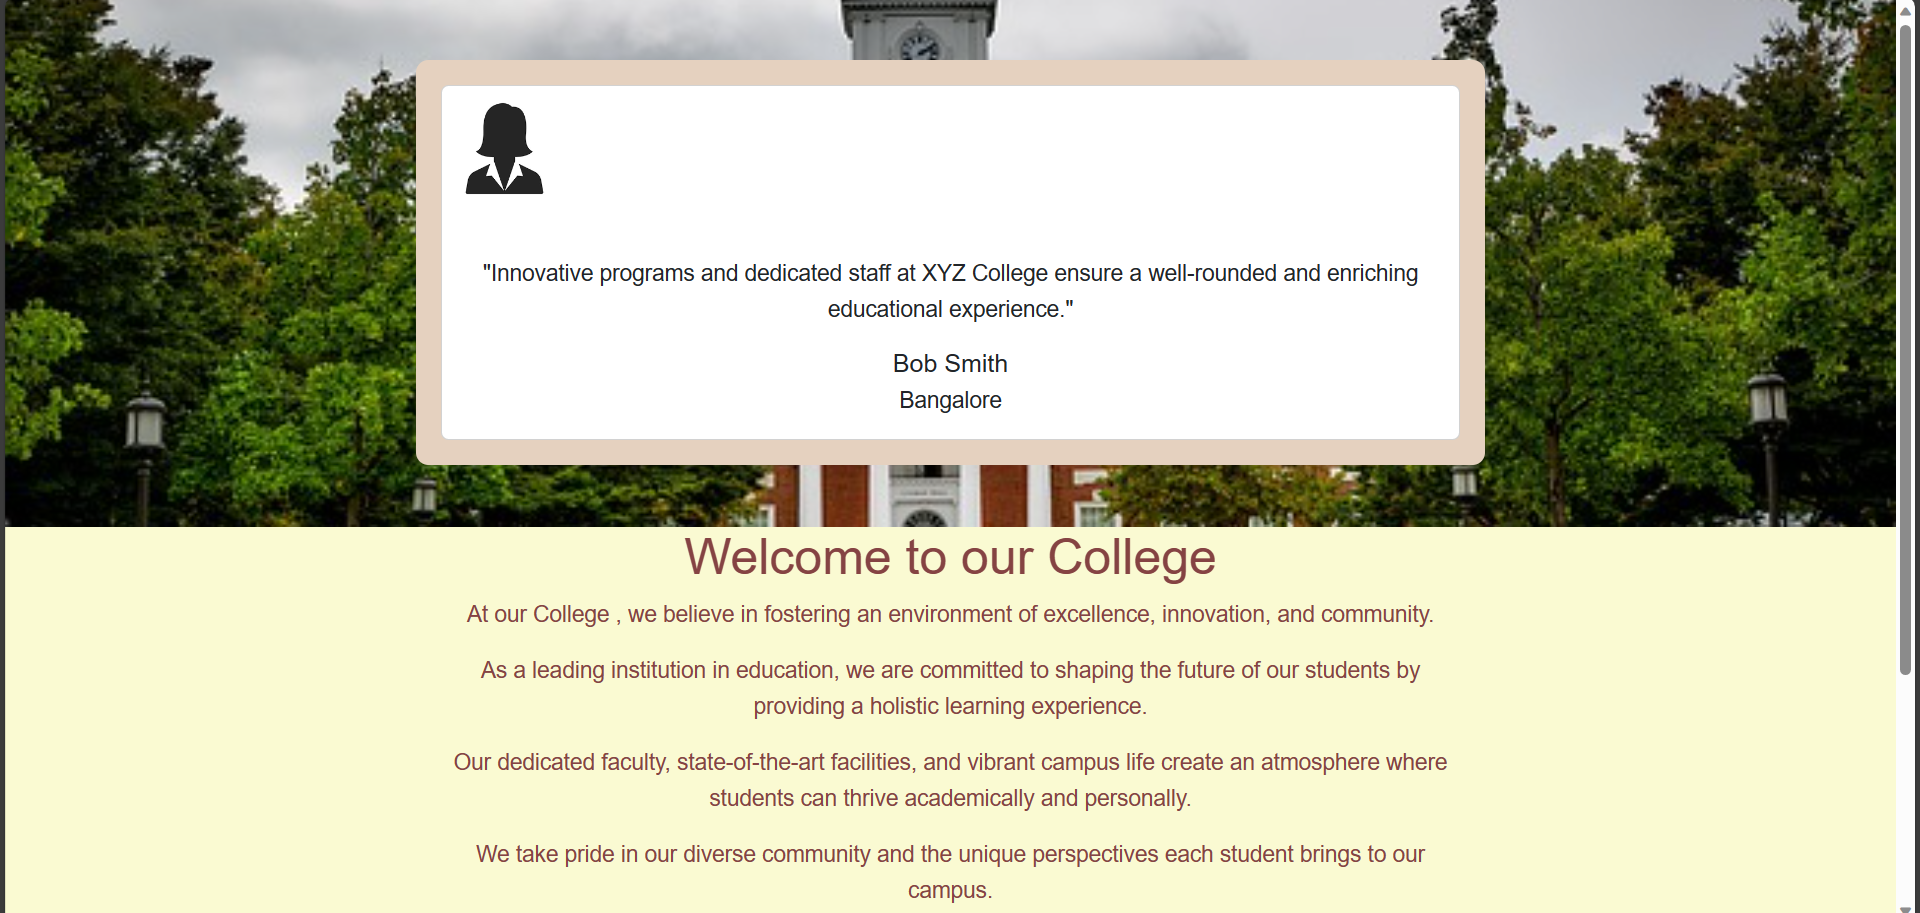 "Innovative programs and dedicated staff at XYZ College ensure a well-rounded and enriching
educational experience."
Bob Smith
Bangalore
Welcome to our College
At our College , we believe in fostering an environment of excellence, innovation, and community.
As a leading institution in education, we are committed to shaping the future of our students by
providing a holistic learning experience.
Our dedicated faculty, state-of-the-art facilities, and vibrant campus life create an atmosphere where
students can thrive academically and personally.
We take pride in our diverse community and the unique perspectives each student brings to our
campus.